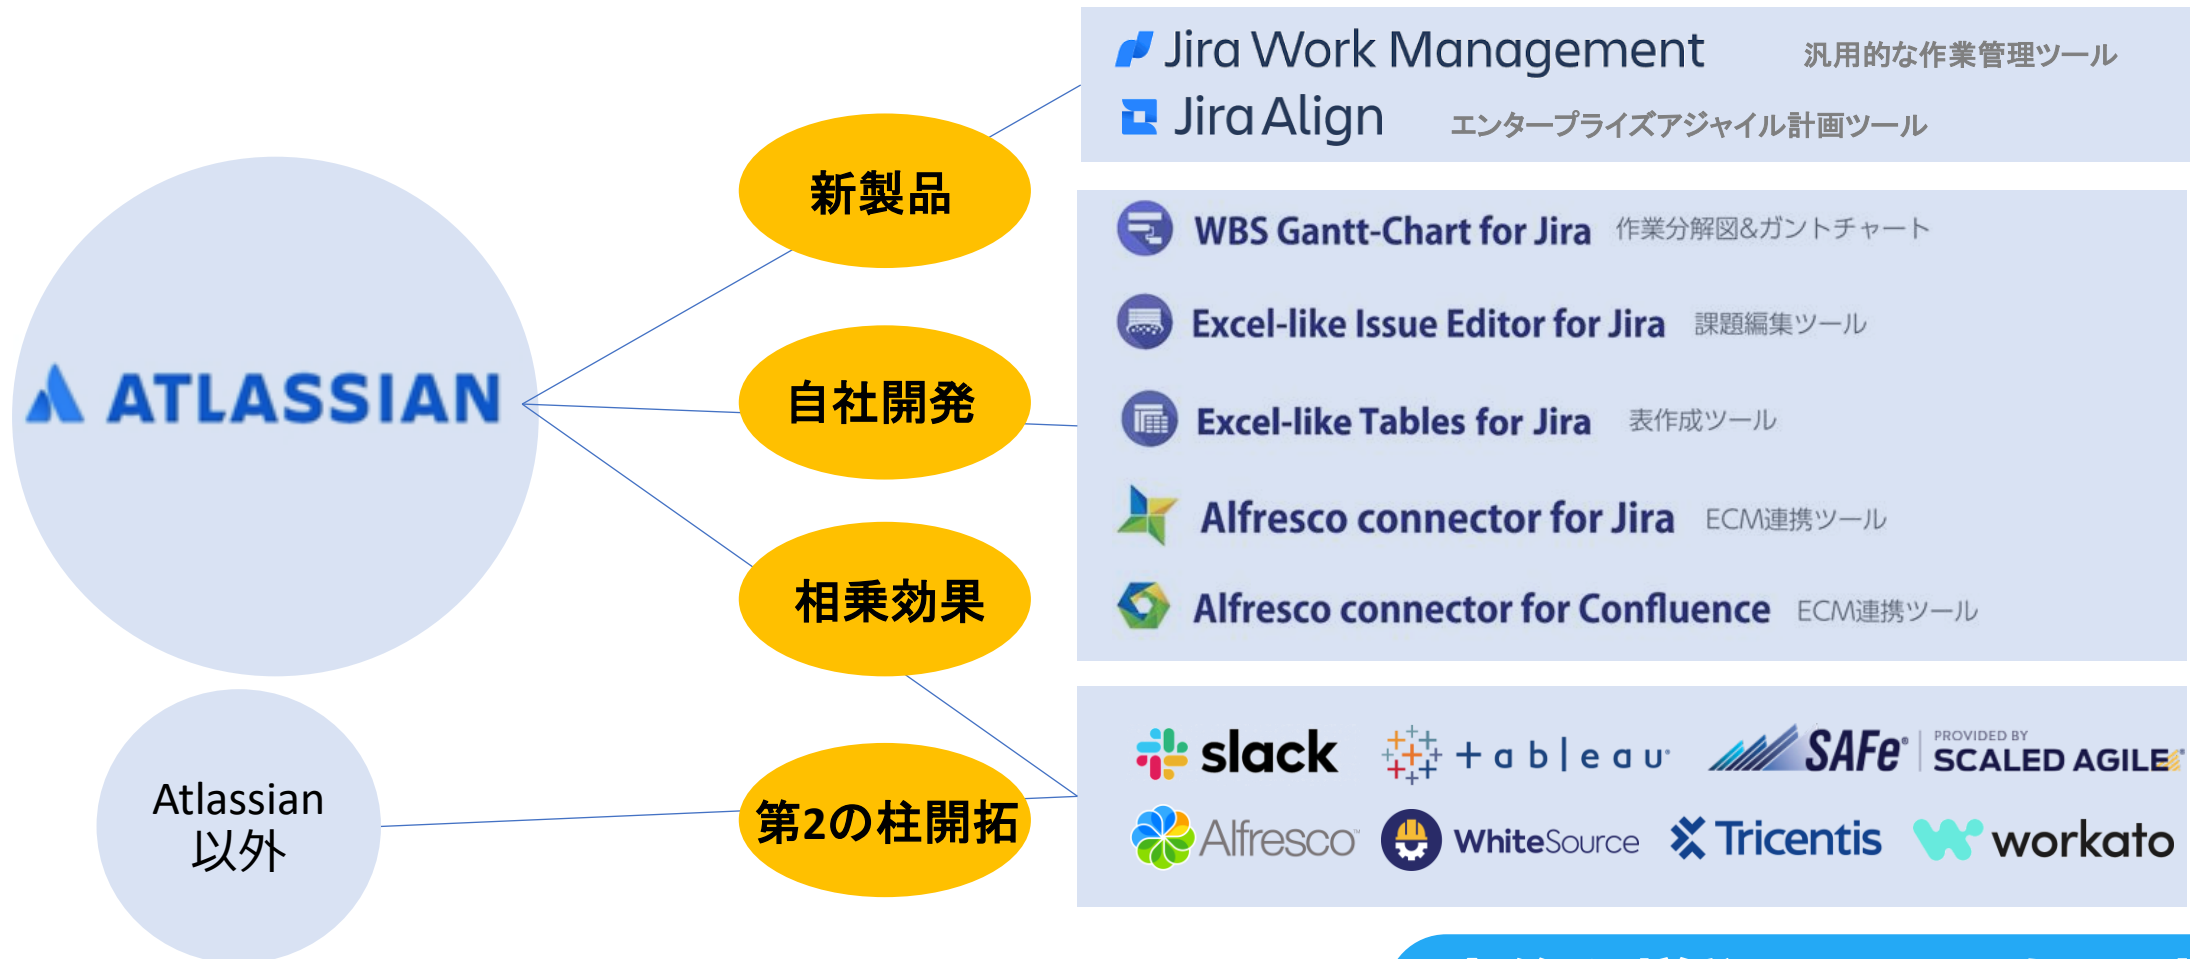 Jira Work Management 汎用的な作業管理ツール
Jira Align エンタープライズアジャイル計画ツール
新製品
WBS Gantt-Chart for Jira 作業分解図&ガントチャート
Excel-like Issue Editor for Jira 課題編集ツール
ATLASSIAN
自社開発
Excel-like Tables for Jira 表作成ツール
Alfresco connector for Jira ECM連携ツール
相乗効果
Alfresco connector for Confluence ECM連携ツール
slack +ableau SAFe® PROVIDED BY
SCALED AGILE®
Atlassian
以外
第2の柱開拓
Alfresco™ WhiteSource Tricentis workato